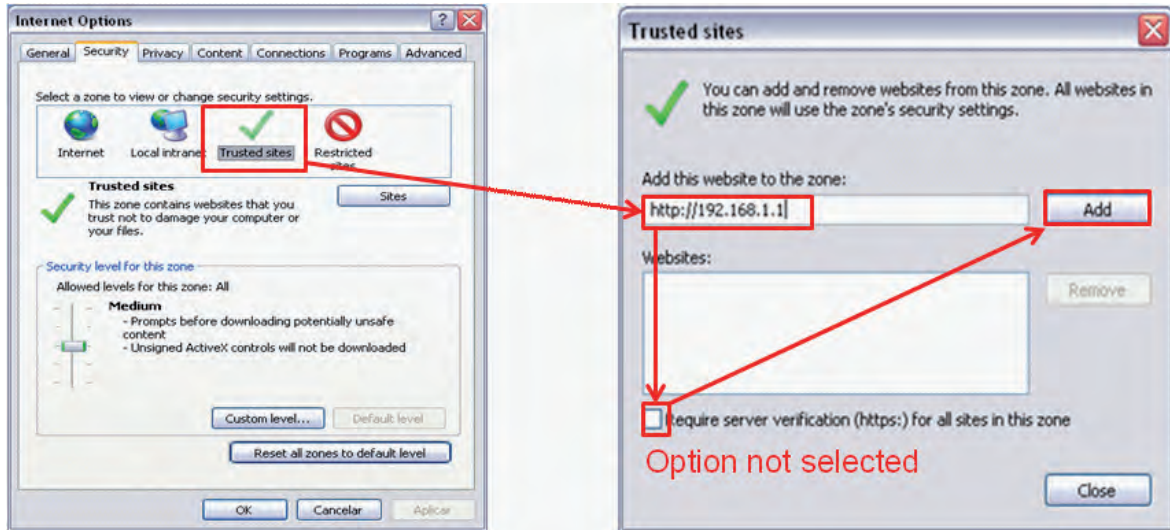 Internet Options
General Security Privacy Content Connections Programs Advanced
Select a zone to view or change security settings.
Internet Local intranet Trusted sites Restricted sites
Trusted sites
This zone contains websites that you
trust not to damage your computer or
your files.
Sites
Security level for this zone
Allowed levels for this zone: All
Medium
- Prompts before downloading potentially unsafe
content
- Unsigned ActiveX controls will not be downloaded
Custom level... Default level
Reset all zones to default level
OK Cancelar Aplicar
Trusted sites
You can add and remove websites from this zone. All websites in
this zone will use the zone's security settings.
Add this website to the zone:
http://192.168.1.1 Add
Websites:
Remove
Require server verification (https:) for all sites in this zone
Option not selected
Close